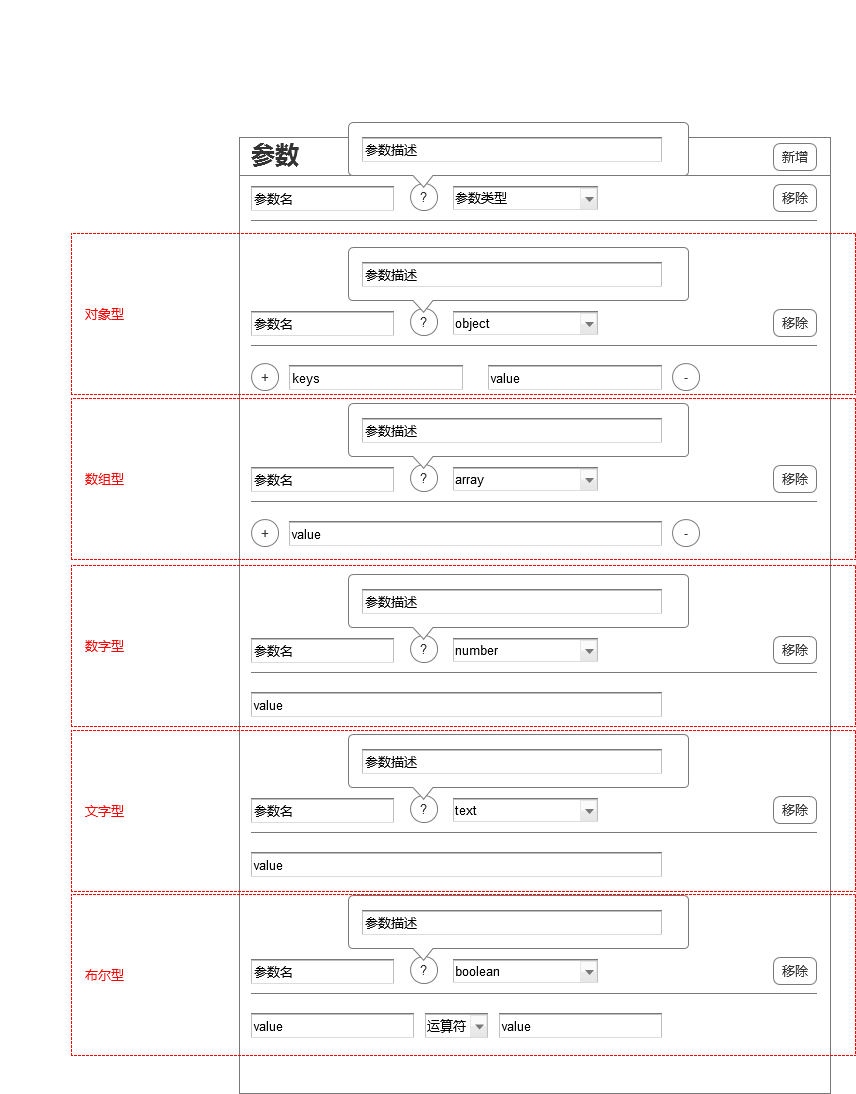 参数描述
参数 新增
参数名 ? 参数类型 移除
参数描述
对象型
参数名 ? object 移除
+ keys value -
参数描述
数组型
参数名 ? array 移除
+ value -
参数描述
数字型
参数名 ? number 移除
value
参数描述
文字型
参数名 ? text 移除
value
参数描述
布尔型
参数名 ? boolean 移除
value 运算符 value